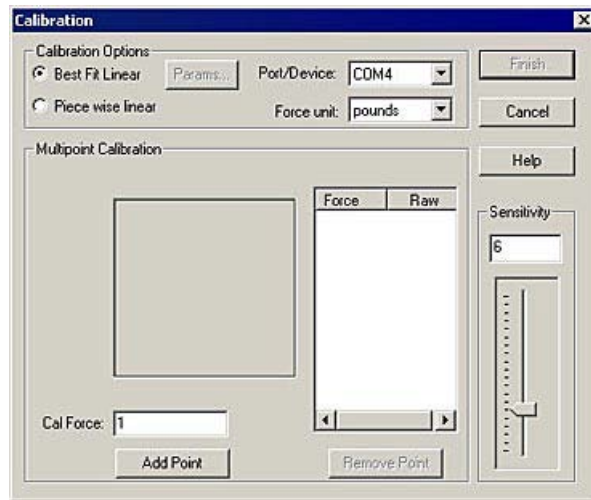 Calibration
Calibration Options
Best Fit Linear
Params...
Port/Device: COM4
Piece wise linear
Force unit: pounds
Finish
Cancel
Help
Multipoint Calibration
Force Raw
Sensitivity
6
Cal Force: 1
Add Point
Remove Point